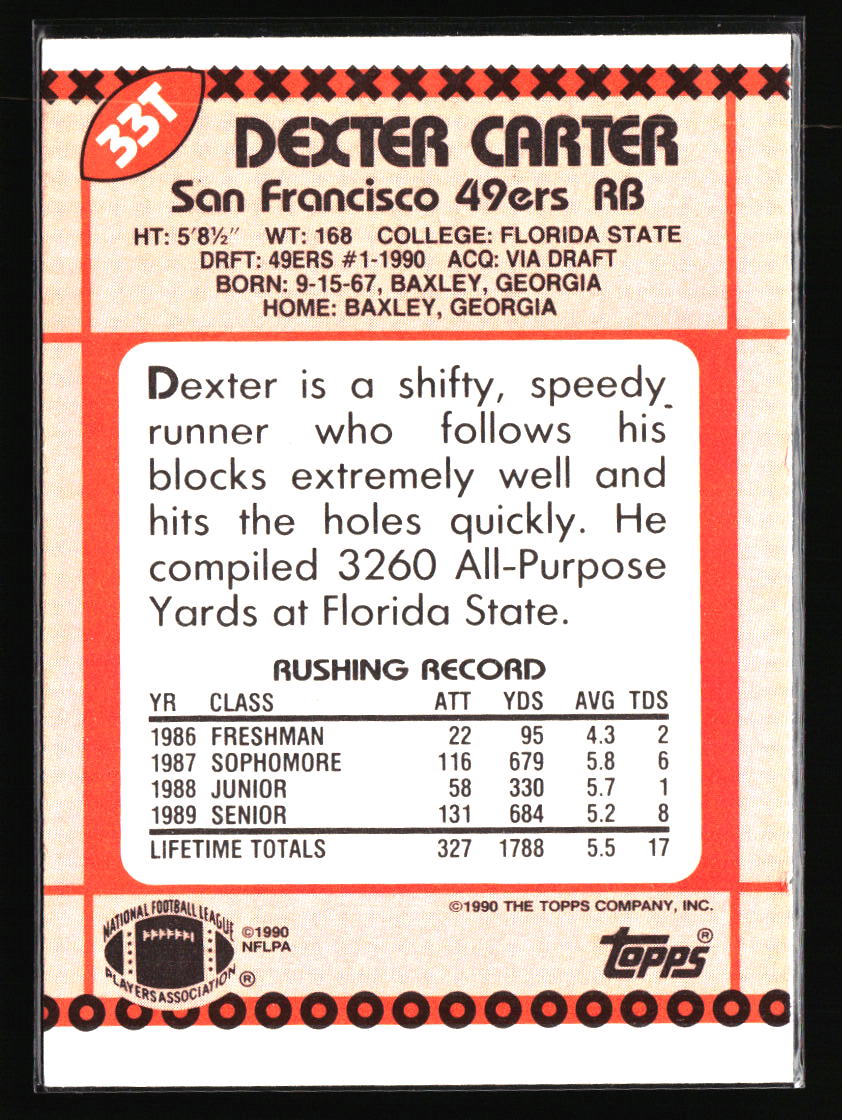 33T
DEXTER CARTER
San Francisco 49ers RB
HT: 5'8½" WT: 168 COLLEGE: FLORIDA STATE
DRFT: 49ERS #1-1990 ACQ: VIA DRAFT
BORN: 9-15-67, BAXLEY, GEORGIA
HOME: BAXLEY, GEORGIA
Dexter is a shifty, speedy
runner who follows his
blocks extremely well and
hits the holes quickly. He
compiled 3260 All-Purpose
Yards at Florida State.
RUSHING RECORD
YR CLASS ATT YDS AVG TDS
1986 FRESHMAN 22 95 4.3 2
1987 SOPHOMORE 116 679 5.8 6
1988 JUNIOR 58 330 5.7 1
1989 SENIOR 131 684 5.2 8
LIFETIME TOTALS 327 1788 5.5 17
©1990 THE TOPPS COMPANY, INC.
NATIONAL FOOTBALL LEAGUE
PLAYERS ASSOCIATION ®
©1990
NFLPA
topps ®